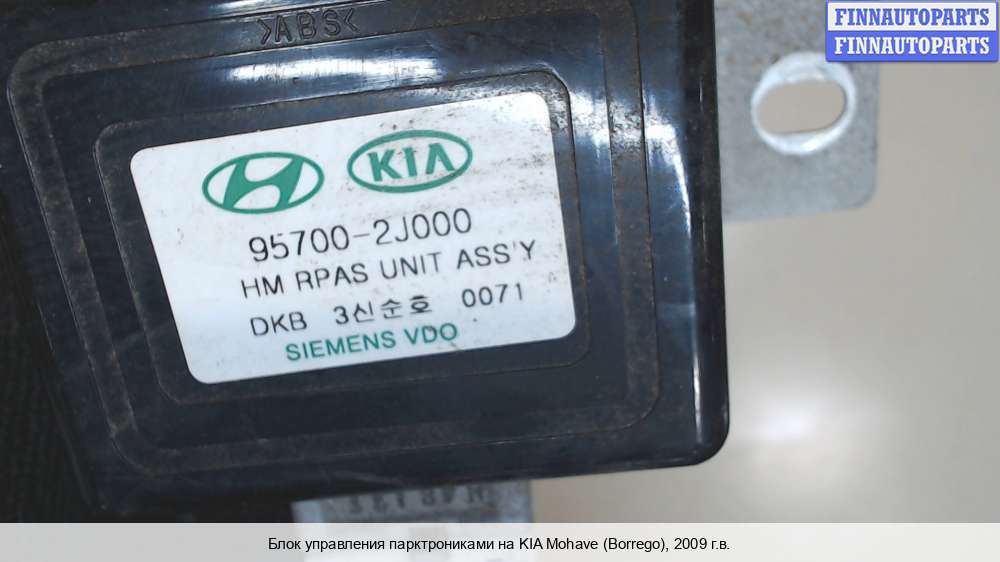 FINNAUTOPARTS
FINNAUTOPARTS
>ABS<
KIA
95700-2J000
HM RPAS UNIT ASS'Y
DKB 3신순호 0071
SIEMENS VDO
Блок управления парктрониками на KIA Mohave (Borrego), 2009 г.в.